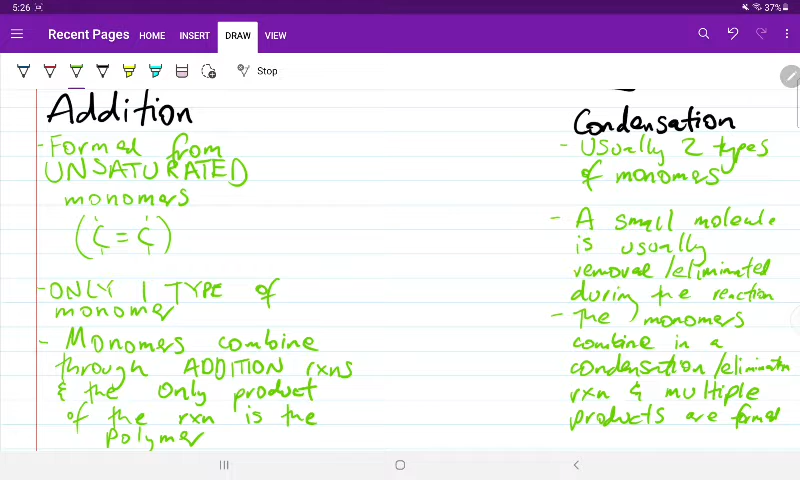 5:26
37%
Recent Pages HOME INSERT DRAW VIEW
Stop
Addition
- Formed from
UNSATURATED
monomers
(C = C)
- ONLY 1 TYPE of
monomer
- Monomers combine
through ADDITION rxns
& the only product
of the rxn is the
polymer
Condensation
- Usually 2 types
of monomers
- A small molecule
is usually
removal/eliminated
during the reaction
- The monomers
combine in a
condensation/elimination
rxn & multiple
products are formed